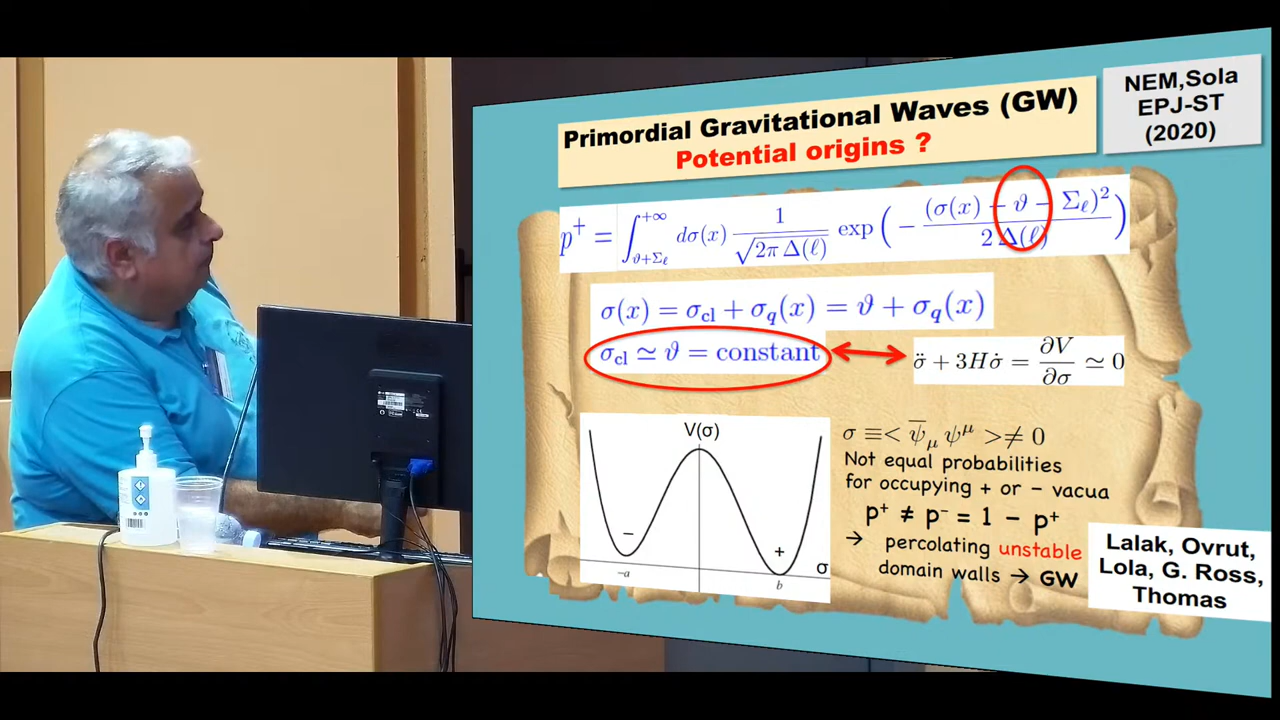 Primordial Gravitational Waves (GW)
Potential origins ?
NEM,Sola
EPJ-ST
(2020)
p⁺ = ∫_{ϑ+Σ_ℓ}^{+∞} dσ(x) 1/√(2π Δ(ℓ)) exp ( − (σ(x) − ϑ − Σ_ℓ)² / 2 Δ(ℓ) )
σ(x) = σ_cl + σ_q(x) = ϑ + σ_q(x)
σ_cl ≃ ϑ = constant
σ̈ + 3Hσ̇ = ∂V/∂σ ≃ 0
V(σ)
−
+
σ
−a
b
σ ≡< ψ̅_μ ψ^μ >≠ 0
Not equal probabilities
for occupying + or − vacua
p⁺ ≠ p⁻ = 1 − p⁺
→ percolating unstable
domain walls → GW
Lalak, Ovrut,
Lola, G. Ross,
Thomas